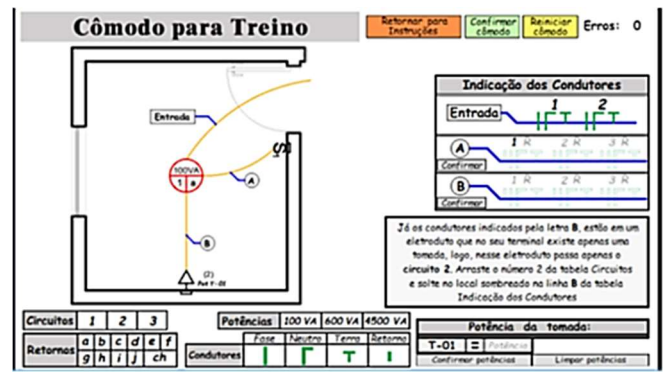 Cômodo para Treino
Retornar para
Instruções
Confirmar
cômodo
Reiniciar
cômodo
Erros: 0
Indicação dos Condutores
Entrada
1 2
Entrada
A
1 R 2 R 3 R
Confirmar
B
1 R 2 R 3 R
Confirmar
100VA
1 a
A
B
(2)
Pot T-01
Já os condutores indicados pela letra B, estão em um
eletroduto que no seu terminal existe apenas uma
tomada, logo, nesse eletroduto passa apenas o
circuito 2. Arraste o número 2 da tabela Circuitos
e solte no local sombreado na linha B da tabela
Indicação dos Condutores
Circuitos 1 2 3
Potências 100 VA 600 VA 4500 VA
Retornos a b c d e f
g h i j ch
Condutores Fase Neutro Terra Retorno
Potência da tomada:
T-01 = Potência
Confirmar potências Limpar potências